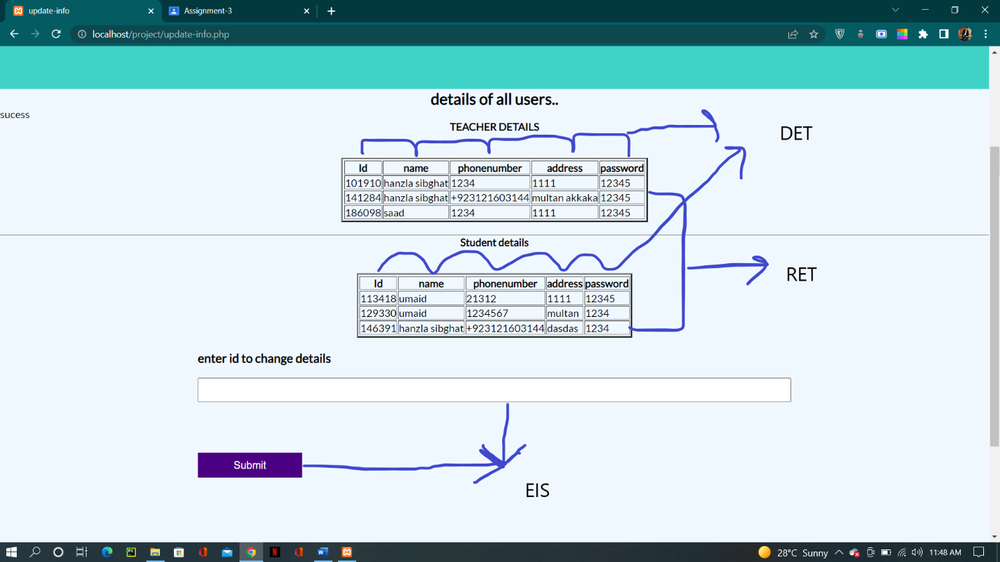 update-info
Assignment-3
localhost/project/update-info.php
details of all users..
sucess
TEACHER DETAILS
DET
Id name phonenumber address password
101910 hanzla sibghat 1234 1111 12345
141284 hanzla sibghat +923121603144 multan akkaka 12345
186098 saad 1234 1111 12345
Student details
RET
Id name phonenumber address password
113418 umaid 21312 1111 12345
129330 umaid 1234567 multan 1234
146391 hanzla sibghat +923121603144 dasdas 1234
enter id to change details
Submit
EIS
28°C Sunny 11:48 AM